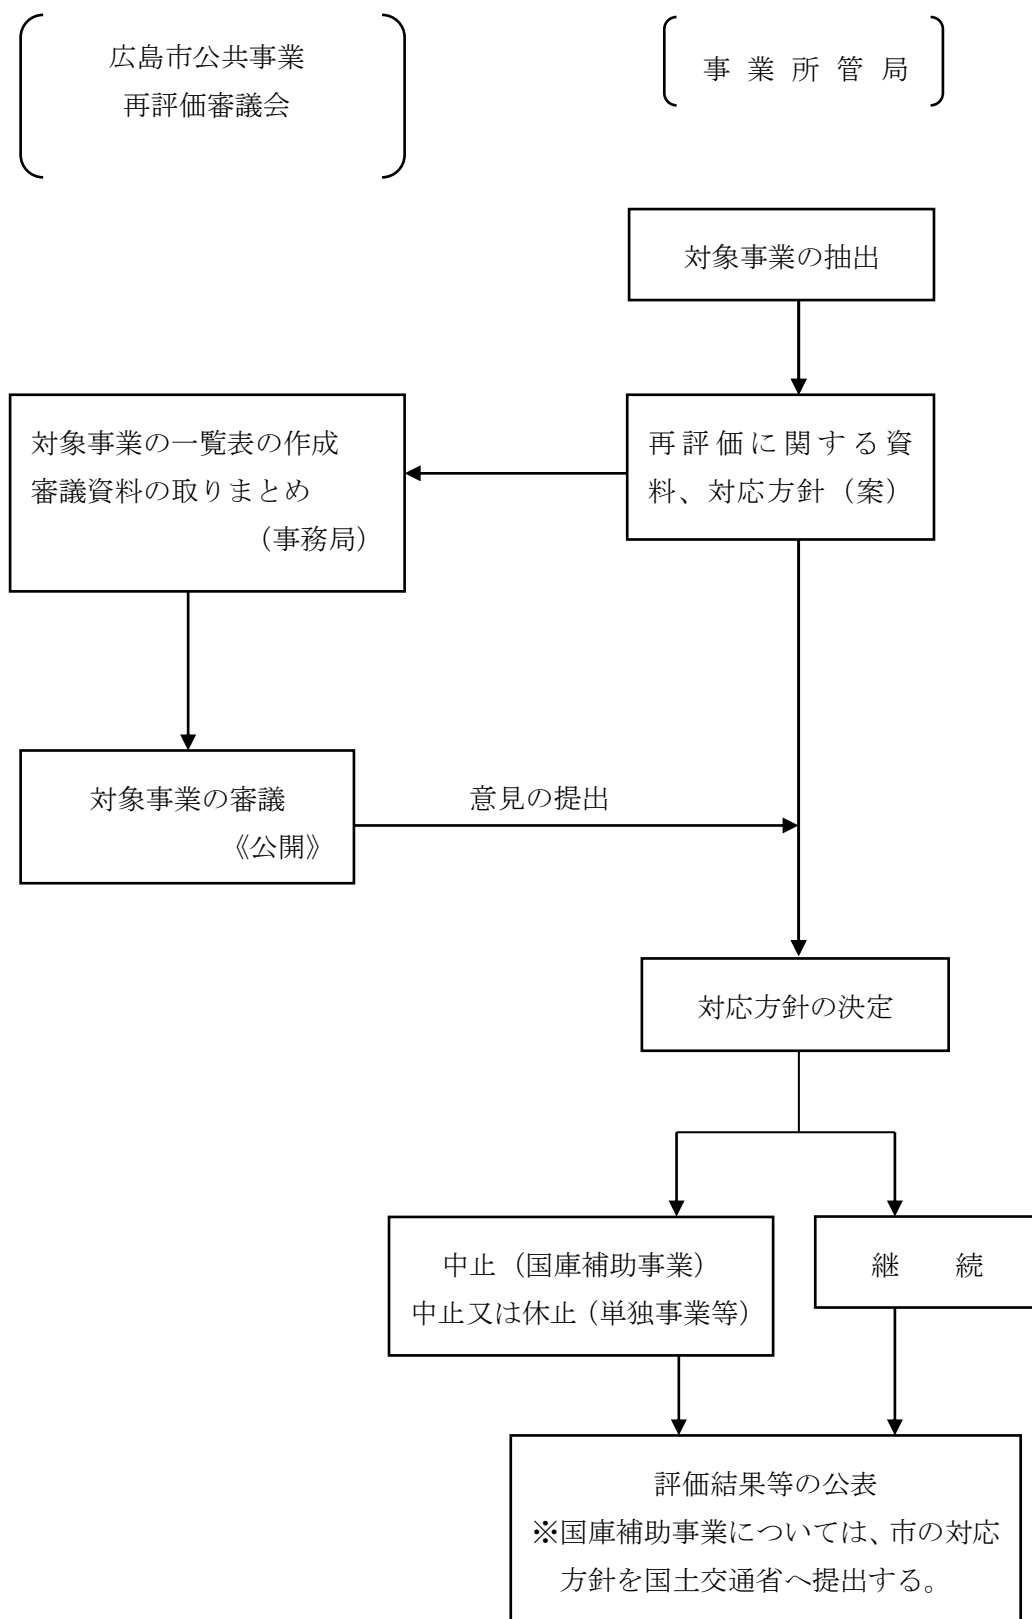 広島市公共事業
再評価審議会
事業所管局
対象事業の抽出
対象事業の一覧表の作成
審議資料の取りまとめ
（事務局）
再評価に関する資
料、対応方針（案）
対象事業の審議
《公開》
意見の提出
対応方針の決定
中止（国庫補助事業）
中止又は休止（単独事業等）
継　続
評価結果等の公表
※国庫補助事業については、市の対応
方針を国土交通省へ提出する。